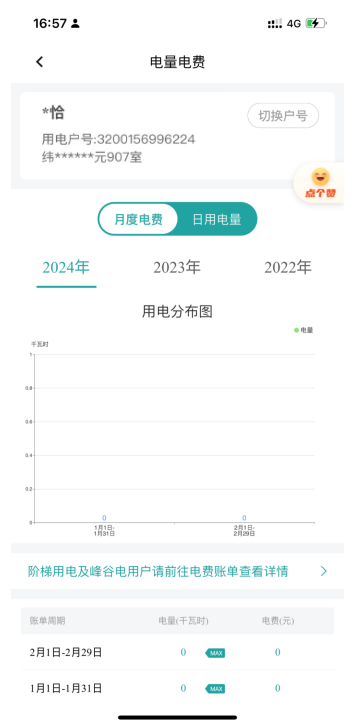 16:57
4G
电量电费
*恰
切换户号
用电户号:3200156996224
纬******元907室
点个赞
月度电费
日用电量
2024年
2023年
2022年
用电分布图
电量
千瓦时
1
0.8
0.6
0.4
0.2
0
0
0
1月1日-
1月31日
2月1日-
2月29日
阶梯用电及峰谷电用户请前往电费账单查看详情
账单周期
电量(千瓦时)
电费(元)
2月1日-2月29日
0
MAX
0
1月1日-1月31日
0
MAX
0